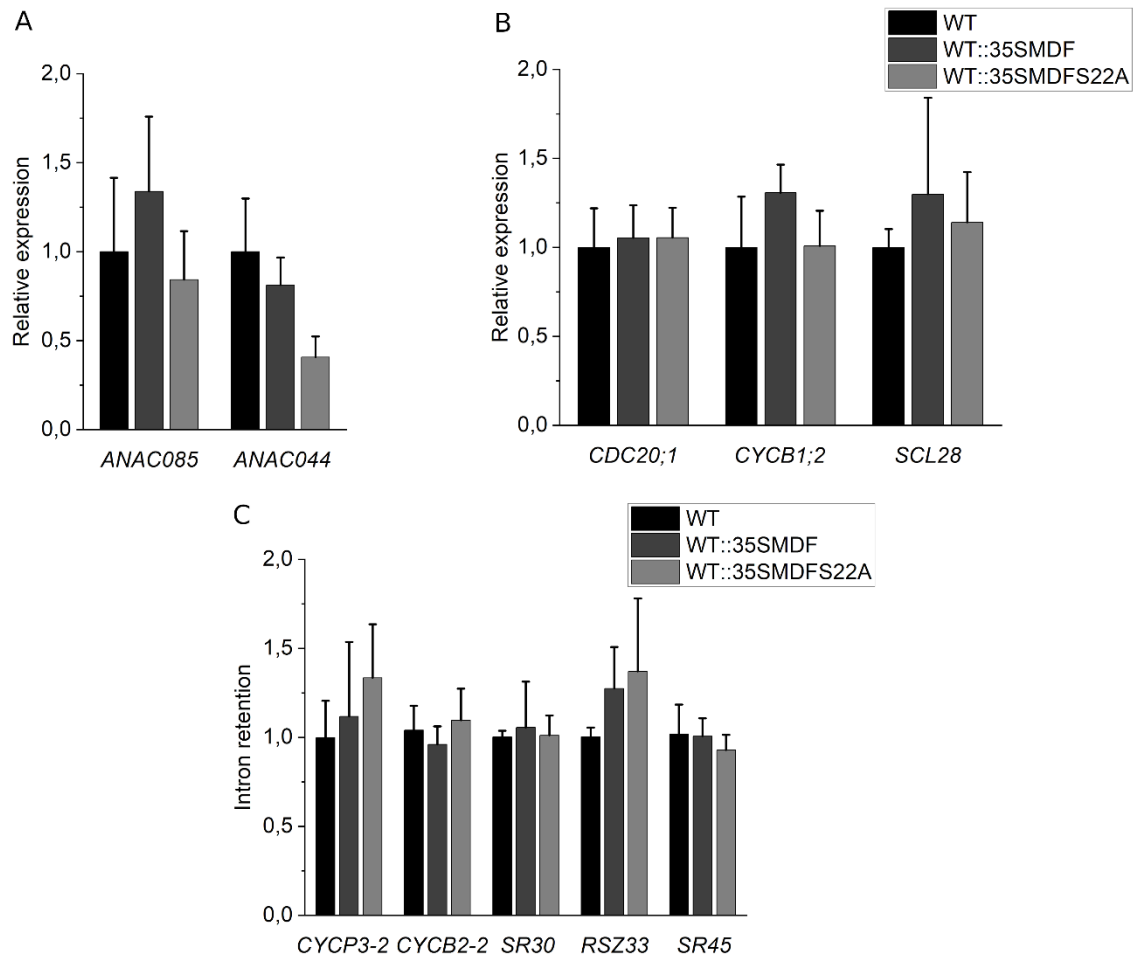 A
2,0
1,5
1,0
0,5
0,0
Relative expression
ANAC085 ANAC044
B
WT
WT::35SMDF
WT::35SMDFS22A
2,0
1,5
1,0
0,5
0,0
Relative expression
CDC20;1 CYCB1;2 SCL28
C
WT
WT::35SMDF
WT::35SMDFS22A
2,0
1,5
1,0
0,5
0,0
Intron retention
CYCP3-2 CYCB2-2 SR30 RSZ33 SR45